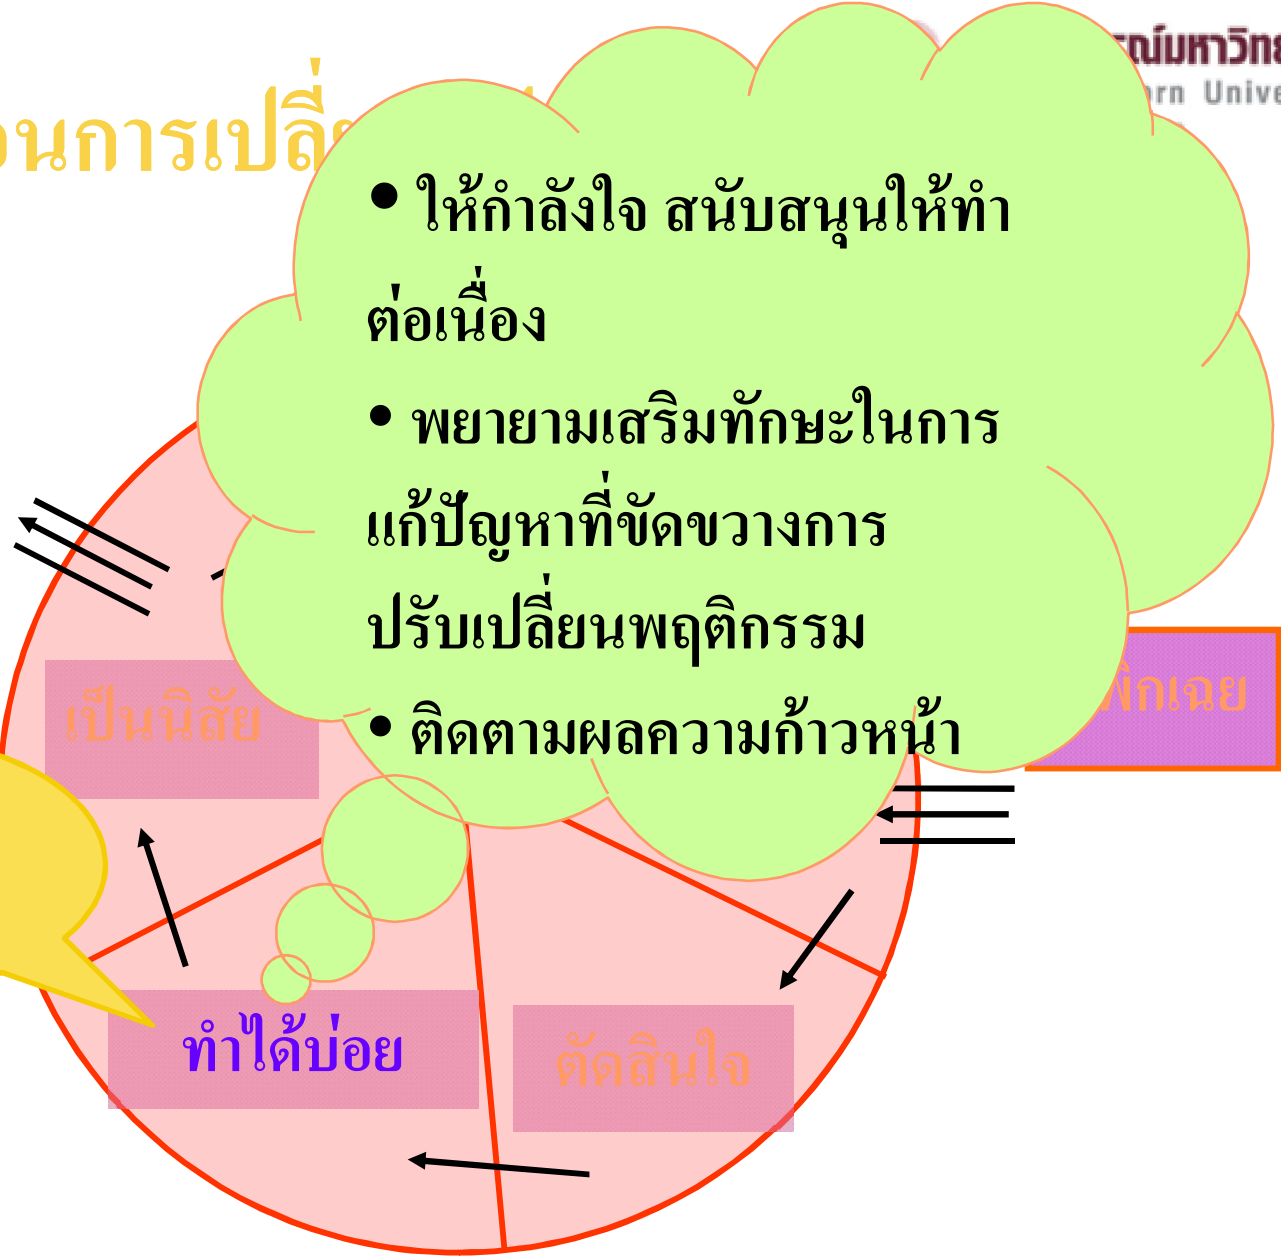 ณ์มหาวิทย
rn Unive
นการเปลี่
• ให้กำลังใจ สนับสนุนให้ทำ
ต่อเนื่อง
• พยายามเสริมทักษะในการ
แก้ปัญหาที่ขัดขวางการ
ปรับเปลี่ยนพฤติกรรม
• ติดตามผลความก้าวหน้า
เป็นนิสัย
พิกเฉย
ทำได้บ่อย
ตัดสินใจ